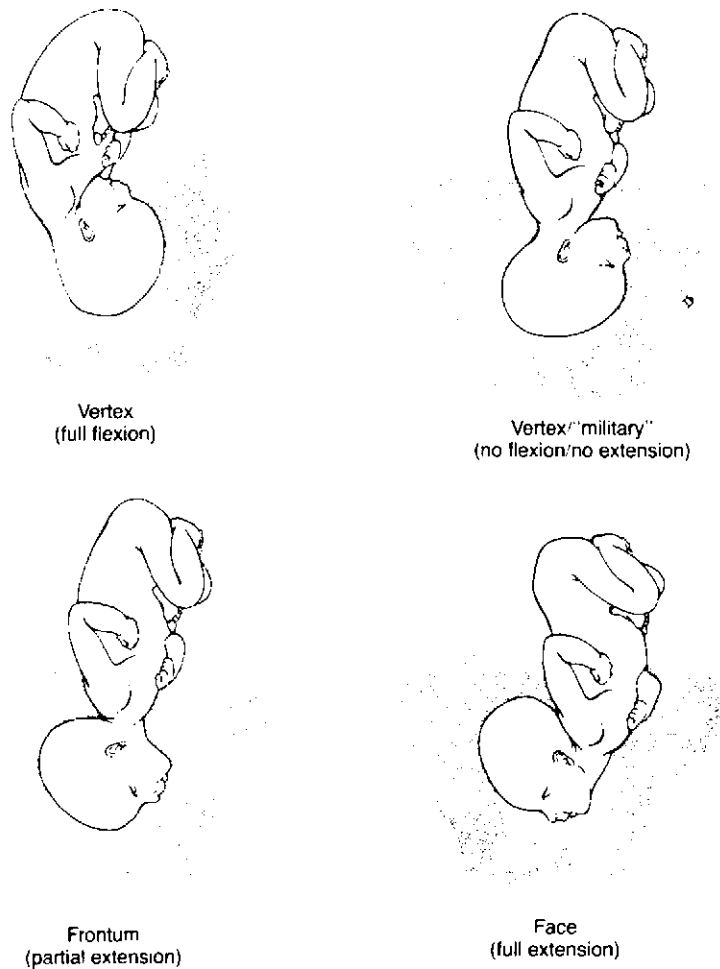 Vertex
(full flexion)
Vertex/"military"
(no flexion/no extension)
Frontum
(partial extension)
Face
(full extension)